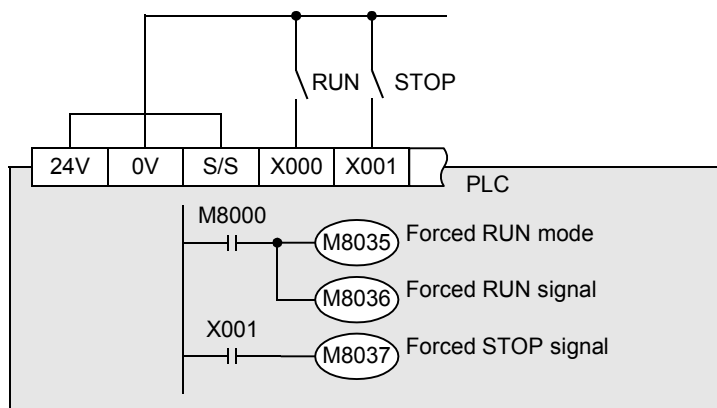 RUN STOP
24V 0V S/S X000 X001
PLC
M8000
M8035 Forced RUN mode
M8036 Forced RUN signal
X001
M8037 Forced STOP signal